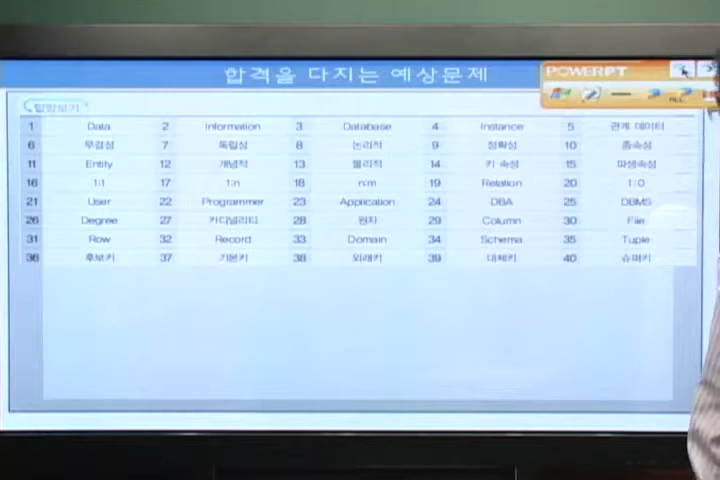 합격을 다지는 예상문제
POWERPT
답항보기
1 Data 2 Information 3 Database 4 Instance 5 관계 데이터
6 무결성 7 독립성 8 논리적 9 정확성 10 종속성
11 Entity 12 개념적 13 물리적 14 키 속성 15 파생속성
16 1:1 17 1:n 18 n:m 19 Relation 20 1:0
21 User 22 Programmer 23 Application 24 DBA 25 DBMS
26 Degree 27 카디널리티 28 원자 29 Column 30 File
31 Row 32 Record 33 Domain 34 Schema 35 Tuple
36 후보키 37 기본키 38 외래키 39 대체키 40 슈퍼키